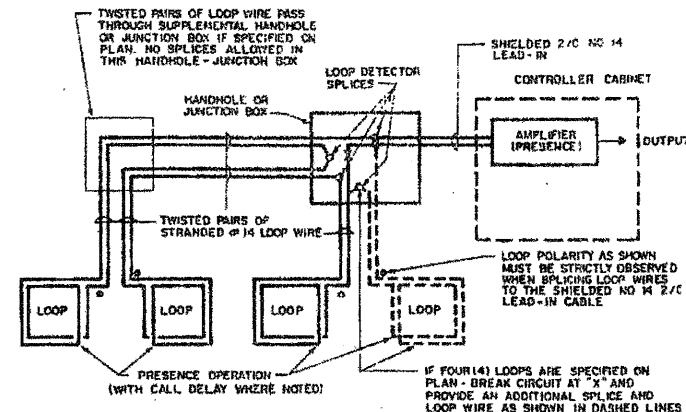 TWISTED PAIRS OF LOOP WIRE PASS
THROUGH SUPPLEMENTAL HANDHOLE
OR JUNCTION BOX IF SPECIFIED ON
PLAN. NO SPLICES ALLOWED IN
THIS HANDHOLE - JUNCTION BOX
LOOP DETECTOR
SPLICES
SHIELDED 2/C NO 14
LEAD-IN
CONTROLLER CABINET
HANDHOLE OR
JUNCTION BOX
AMPLIFIER
(PRESENCE)
OUTPUT
TWISTED PAIRS OF
STRANDED #14 LOOP WIRE
LOOP POLARITY AS SHOWN
MUST BE STRICTLY OBSERVED
WHEN SPLICING LOOP WIRES
TO THE SHIELDED NO 14 2/C
LEAD-IN CABLE
LOOP
LOOP
LOOP
LOOP
PRESENCE OPERATION
(WITH CALL DELAY WHERE NOTED)
IF FOUR (4) LOOPS ARE SPECIFIED ON
PLAN - BREAK CIRCUIT AT "X" AND
PROVIDE AN ADDITIONAL SPLICE AND
LOOP WIRE AS SHOWN IN DASHED LINES